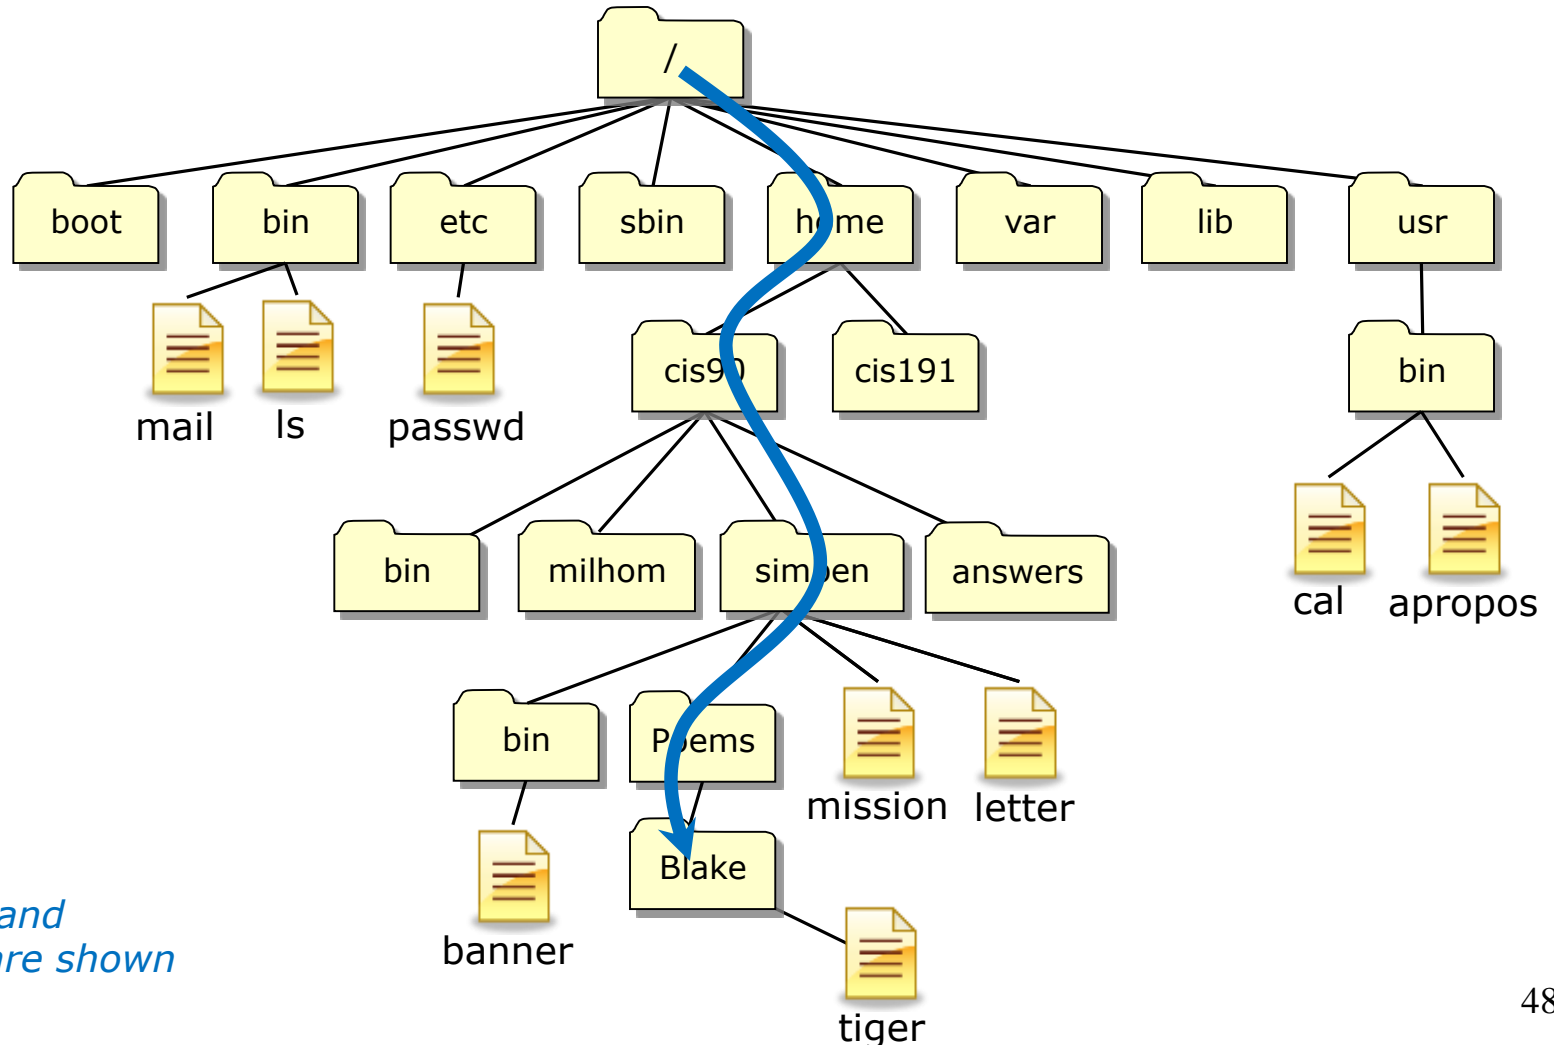 /
boot bin etc sbin home var lib usr
mail ls passwd
cis90 cis191 bin
cal apropos
bin milhom simben answers
bin Poems
mission letter
Blake
banner
tiger
and
are shown
48